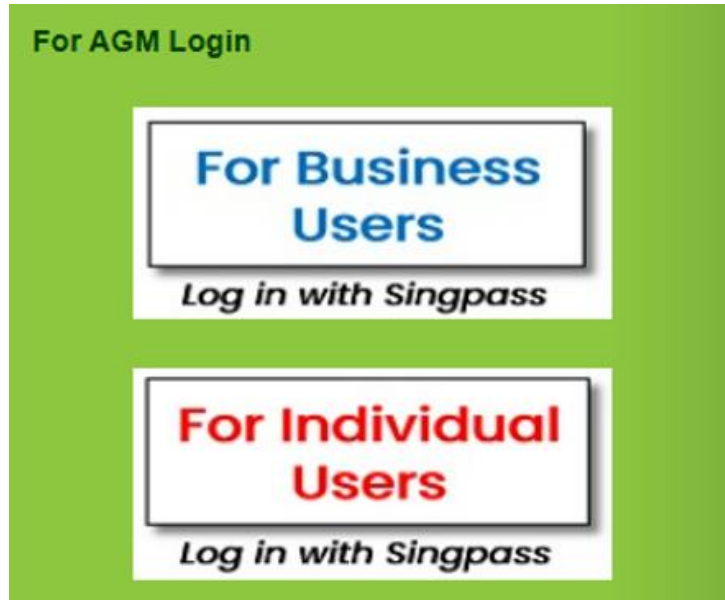 For AGM Login
For Business
Users
Log in with Singpass
For Individual
Users
Log in with Singpass